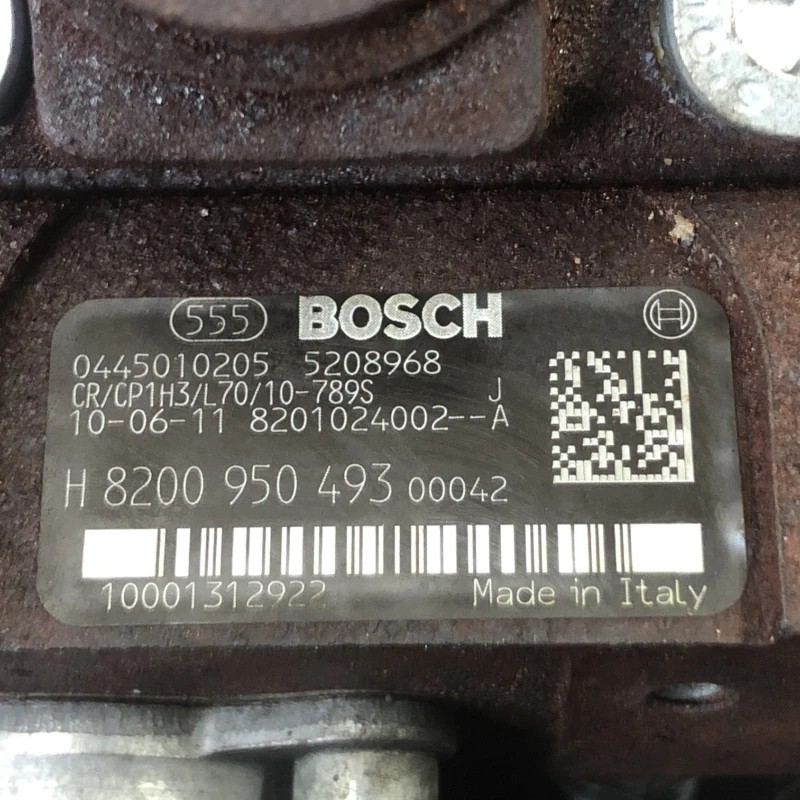 555 BOSCH
0445010205 5208968
CR/CP1H3/L70/10-789S J
10-06-11 8201024002--A
H 8200 950 493 00042
10001312922 Made in Italy